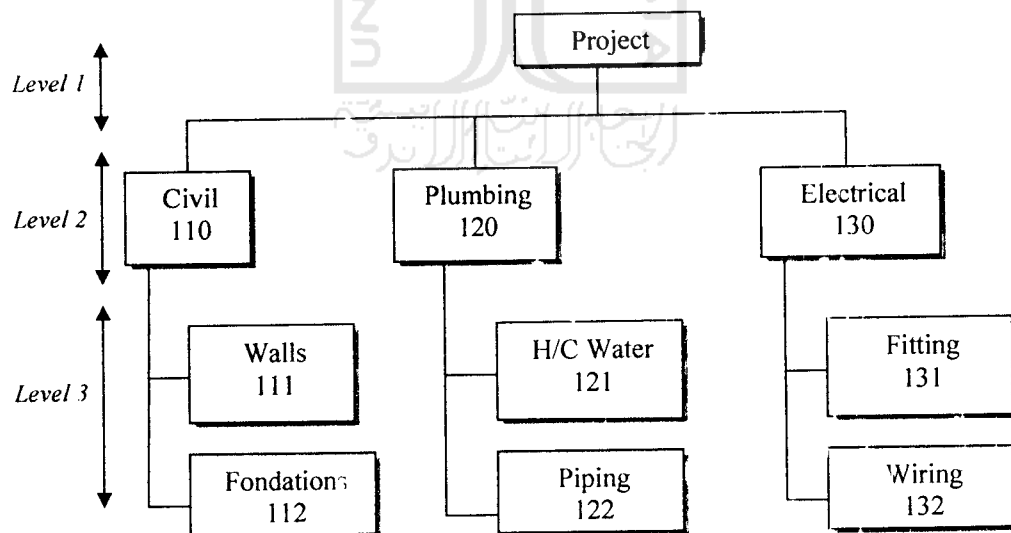 Project
Level 1
Civil
110
Plumbing
120
Electrical
130
Level 2
Walls
111
H/C Water
121
Fitting
131
Level 3
Fondations
112
Piping
122
Wiring
132